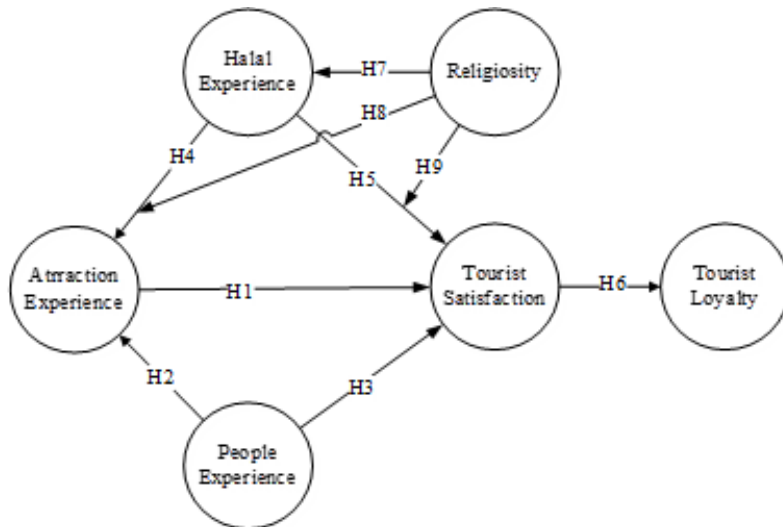 Halal
Experience
H7
Religiosity
H8
H4
H5
H9
Atrraction
Experience
H1
Tourist
Satisfaction
H6
Tourist
Loyalty
H2
H3
People
Experience